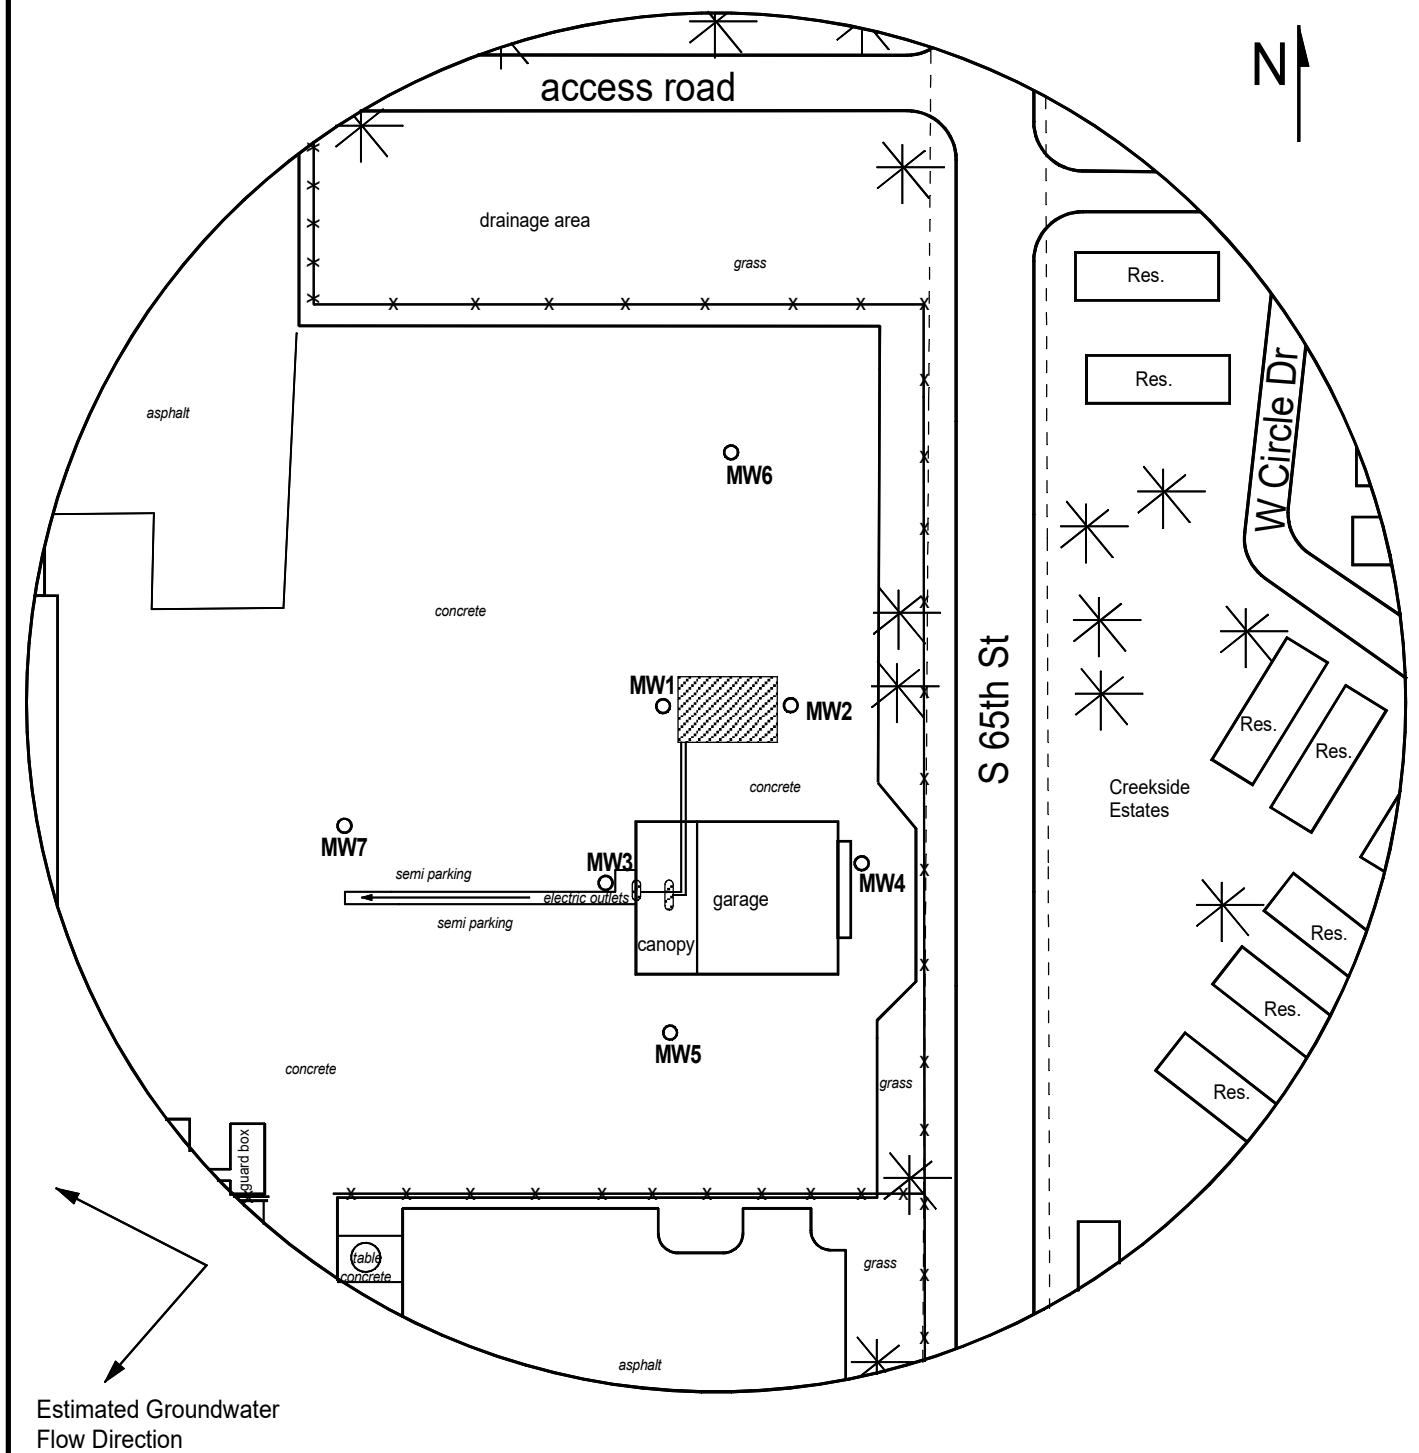 N
access road
drainage area
grass
Res.
Res.
W Circle Dr
asphalt
MW6
concrete
S 65th St
MW1
MW2
Res.
Res.
concrete
Creekside
Estates
MW7
MW3
MW4
semi parking
electric outlets
garage
semi parking
canopy
Res.
Res.
MW5
concrete
grass
Res.
guard box
table
concrete
grass
asphalt
Estimated Groundwater
Flow Direction